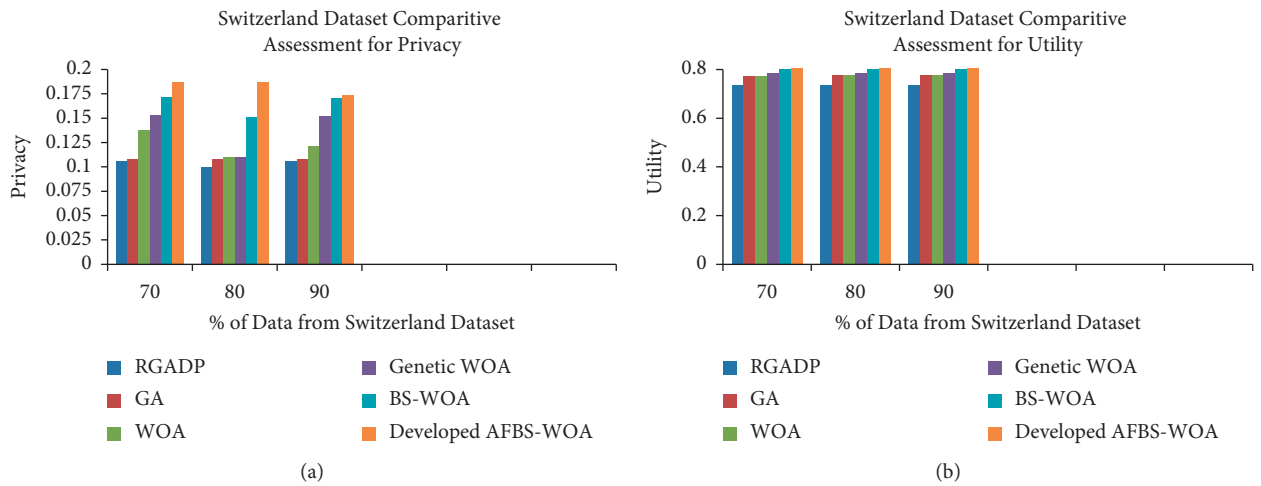 Switzerland Dataset Comparitive
Assessment for Privacy
0.2
0.175
0.15
0.125
0.1
0.075
0.05
0.025
0
Privacy
70
80
90
% of Data from Switzerland Dataset
RGADP
GA
WOA
Genetic WOA
BS-WOA
Developed AFBS-WOA
(a)
Switzerland Dataset Comparitive
Assessment for Utility
0.8
0.6
0.4
0.2
0
Utility
70
80
90
% of Data from Switzerland Dataset
RGADP
GA
WOA
Genetic WOA
BS-WOA
Developed AFBS-WOA
(b)